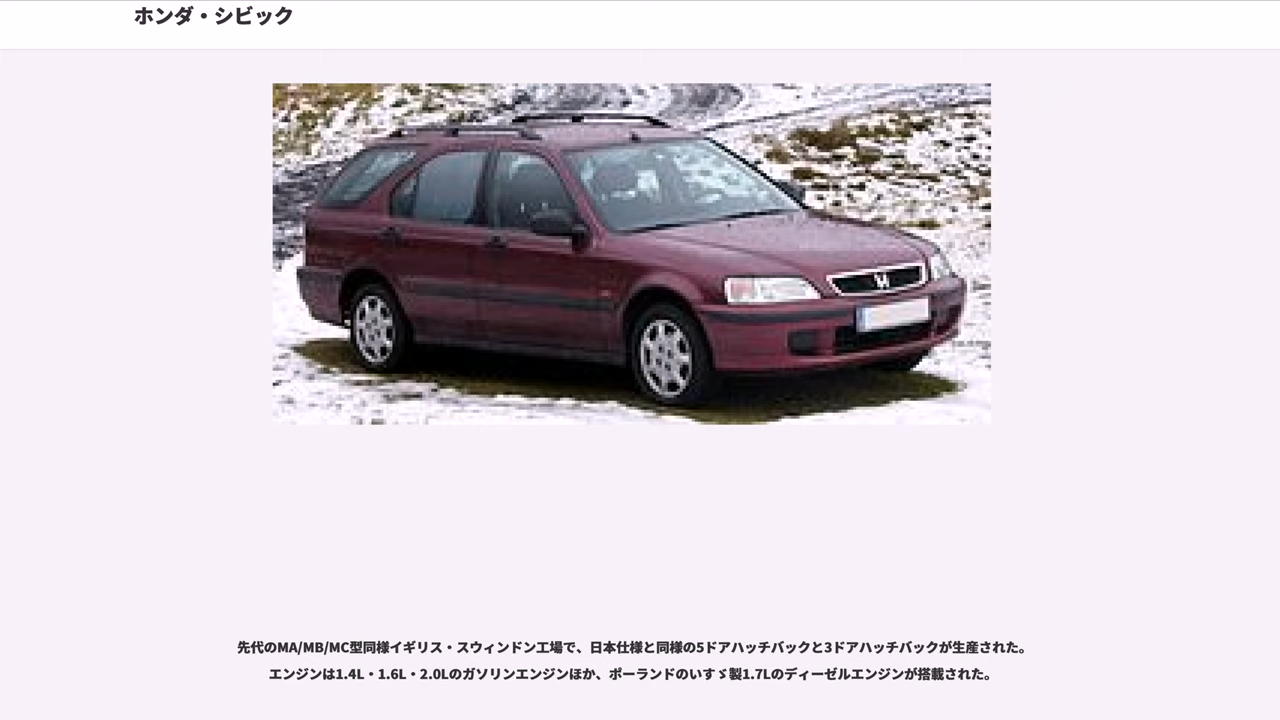 ホンダ・シビック
先代のMA/MB/MC型同様イギリス・スウィンドン工場で、日本仕様と同様の5ドアハッチバックと3ドアハッチバックが生産された。
エンジンは1.4L・1.6L・2.0Lのガソリンエンジンほか、ポーランドのいすゞ製1.7Lのディーゼルエンジンが搭載された。